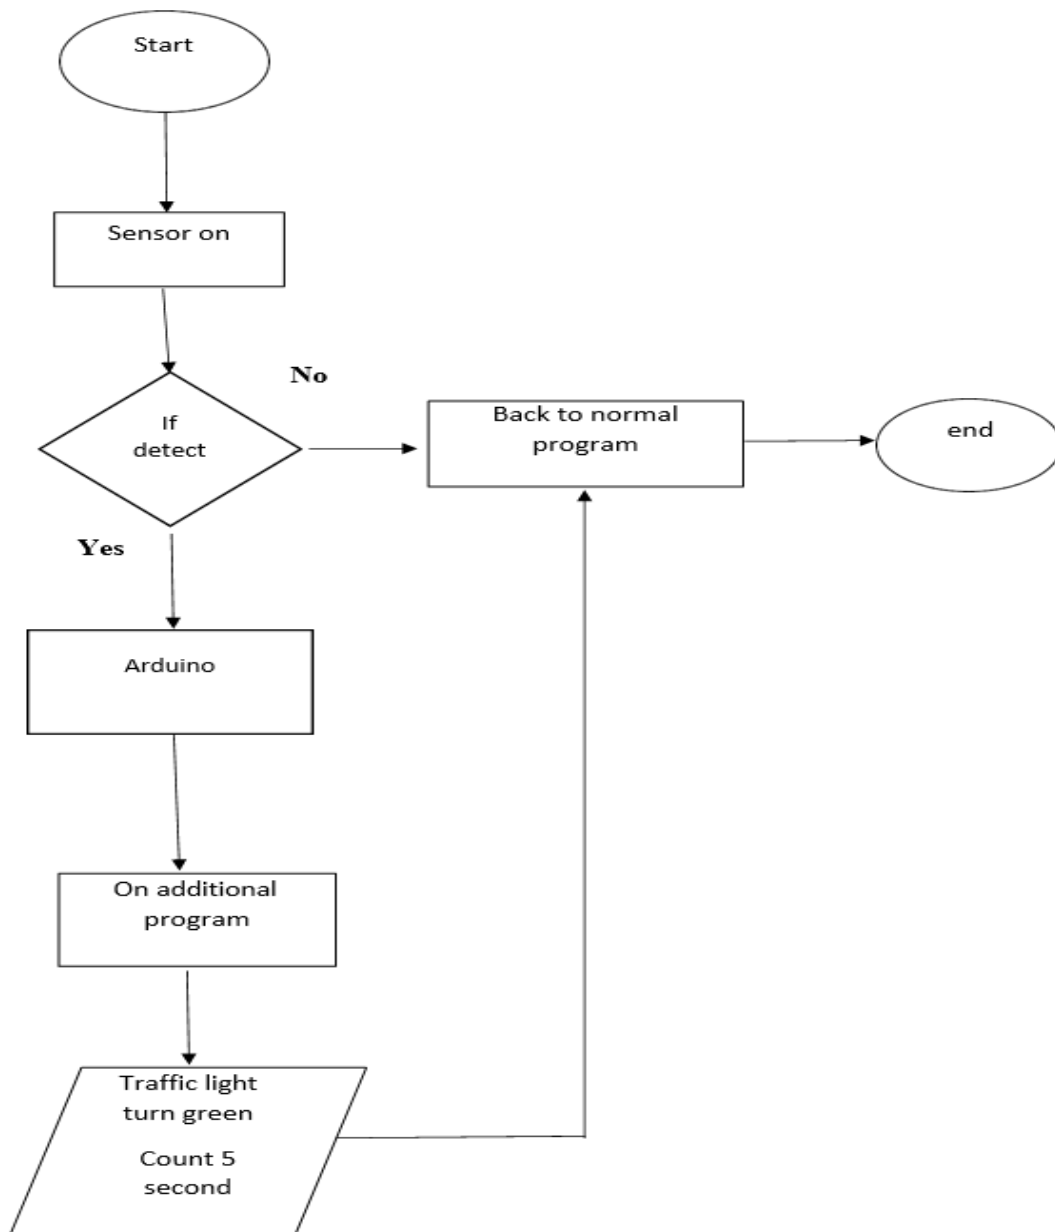 Start
Sensor on
If
detect
No
Back to normal
program
end
Yes
Arduino
On additional
program
Traffic light
turn green
Count 5
second